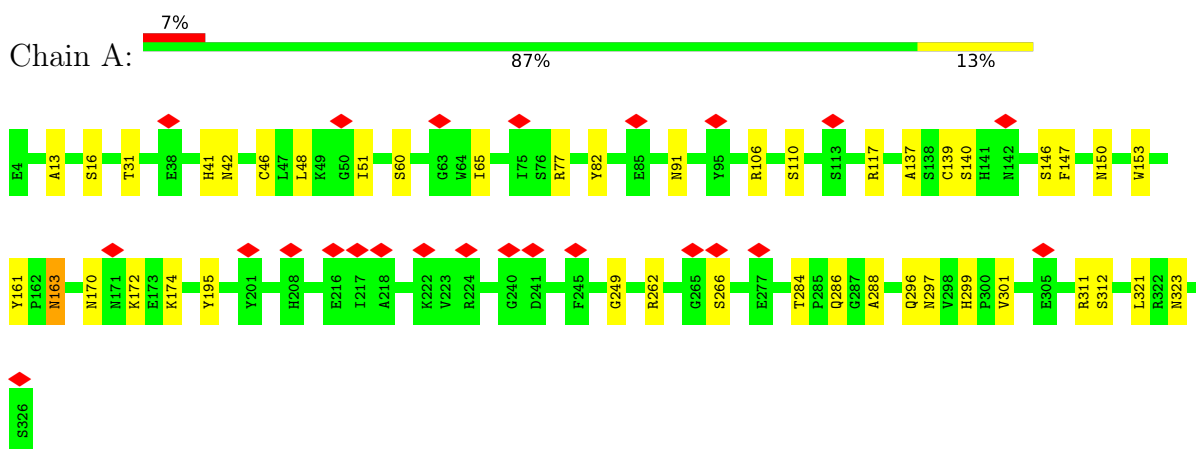 7%
Chain A:
87% 13%
E4 A13 S16 T31 E38 H41 N42 C46 L47 L48 K49 G50 I51 S60 G63 W64 I65 I75 S76 R77 Y82 E85 N91 Y95 R106 S110 S113 R117 A137 S138 C139 S140 H141 N142 S146 F147 N150 W153
Y161 P162 N163 N170 N171 K172 E173 K174 Y195 Y201 H208 E216 I217 A218 K222 V223 R224 G240 D241 F245 G249 R262 G265 S266 E277 T284 P285 Q286 G287 A288 Q296 N297 V298 H299 P300 V301 E305 R311 S312 L321 R322 N323
S326